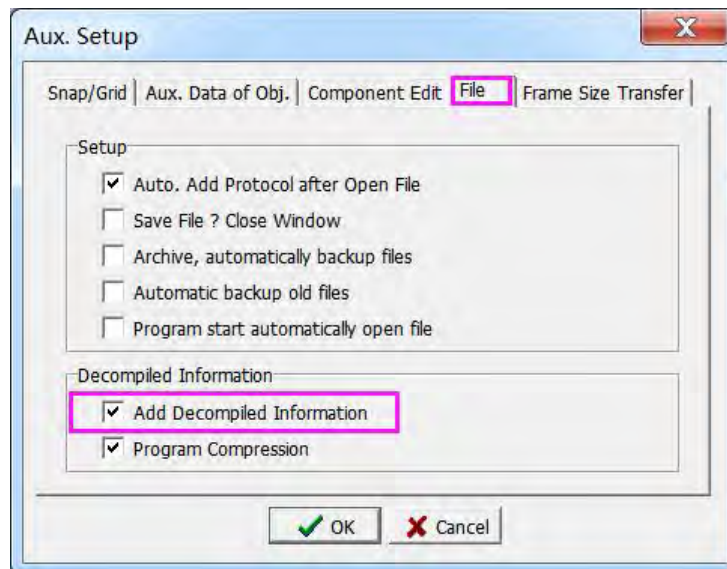 Aux. Setup
Snap/Grid Aux. Data of Obj. Component Edit File Frame Size Transfer
Setup
Auto. Add Protocol after Open File
Save File ? Close Window
Archive, automatically backup files
Automatic backup old files
Program start automatically open file
Decompiled Information
Add Decompiled Information
Program Compression
OK Cancel